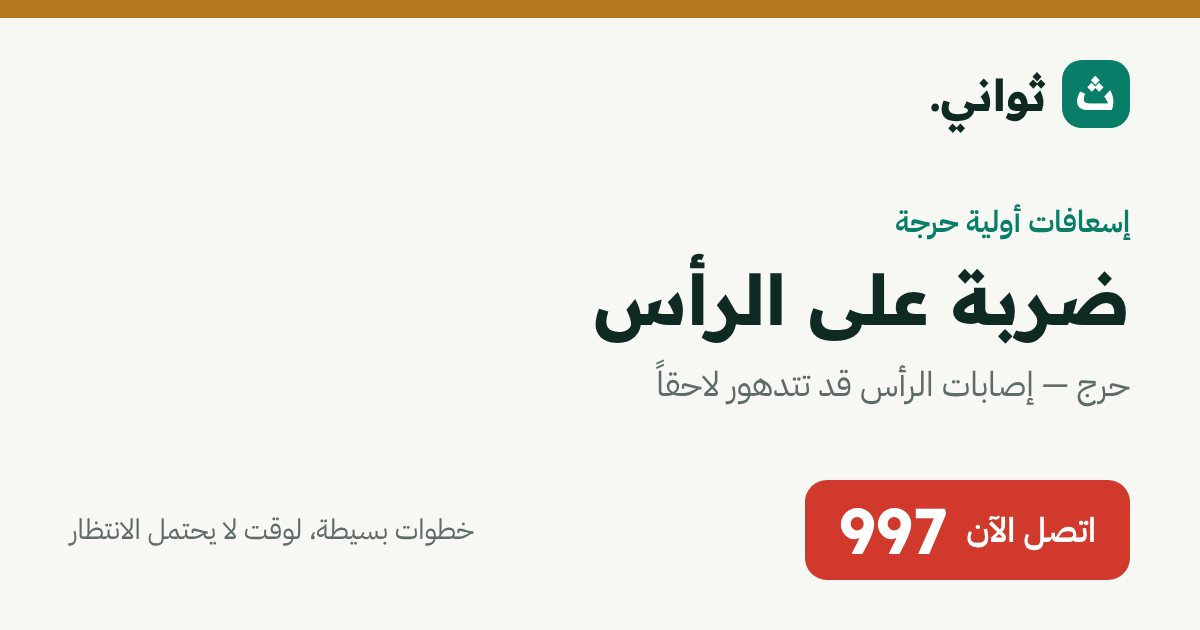 ث ثواني.
إسعافات أولية حرجة
ضربة على الرأس
حرج — إصابات الرأس قد تتدهور لاحقاً
اتصل الآن 997
خطوات بسيطة، لوقت لا يحتمل الانتظار